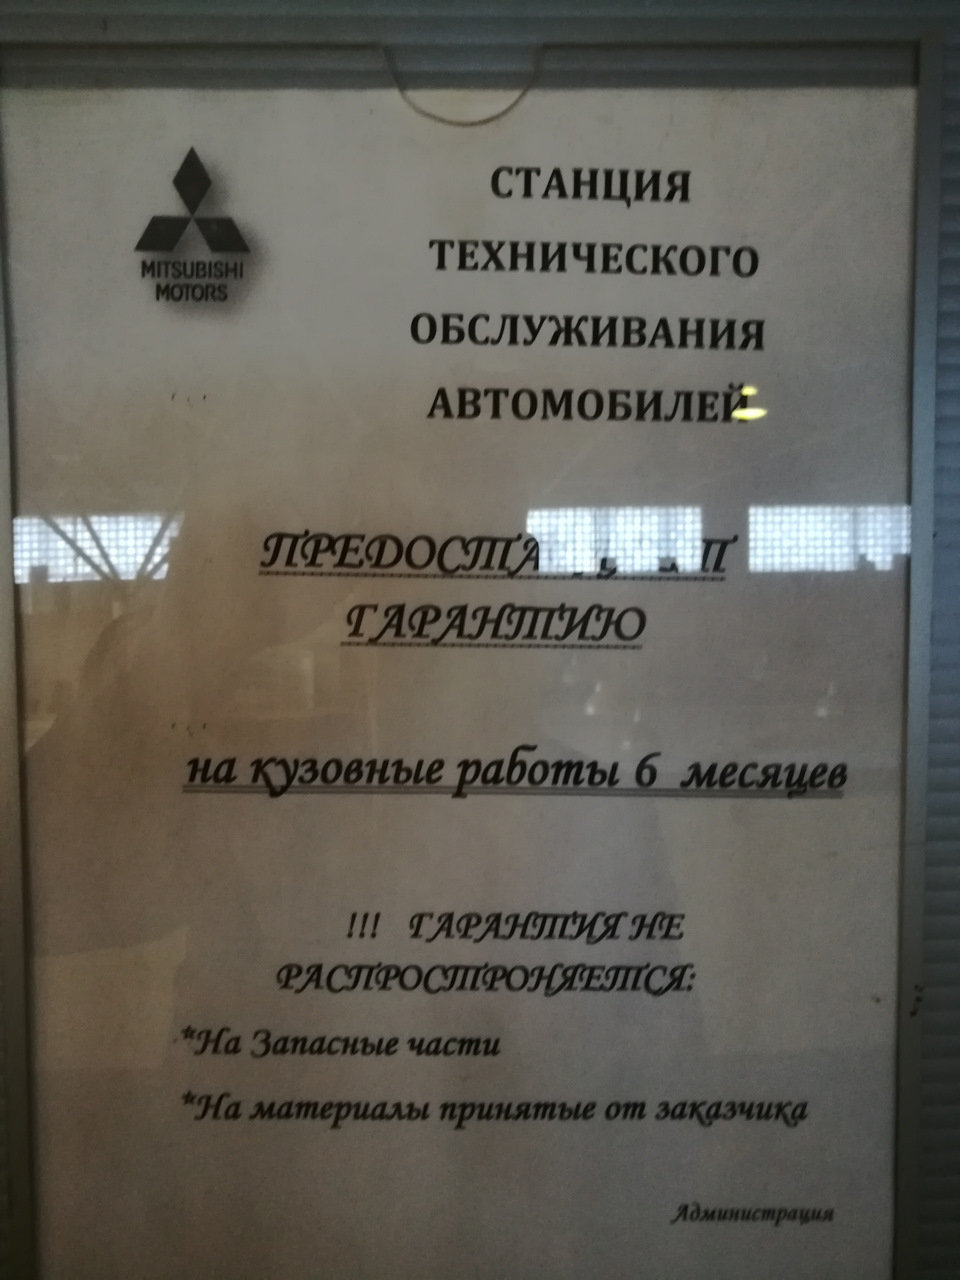 MITSUBISHI
MOTORS
СТАНЦИЯ
ТЕХНИЧЕСКОГО
ОБСЛУЖИВАНИЯ
АВТОМОБИЛЕЙ
ГАРАНТИЮ
на кузовные работы 6 месяцев
!!! ГАРАНТИЯ НЕ
РАСПРОСТРОНЯЕТСЯ:
*На Запасные части
*На материалы принятые от заказчика
Администрация